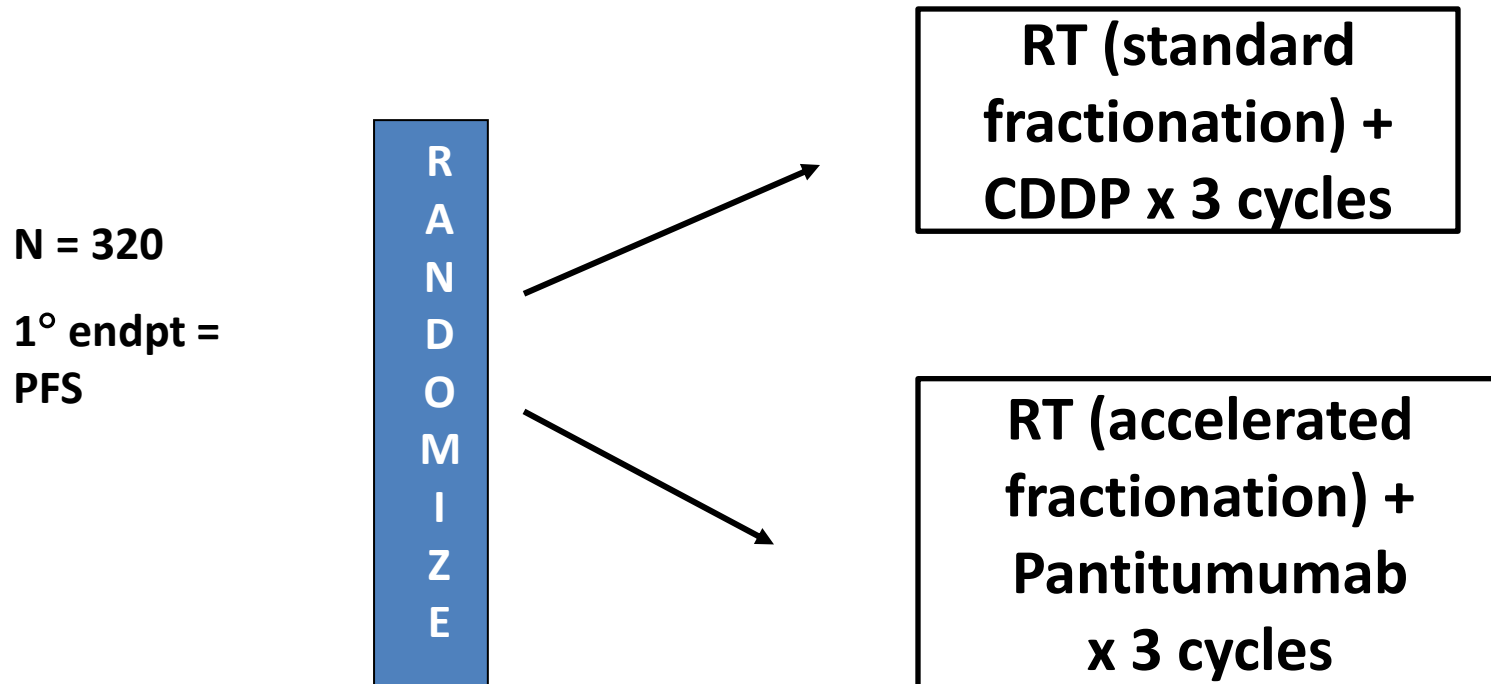 N = 320
1° endpt =
PFS
R
A
N
D
O
M
I
Z
E
RT (standard
fractionation) +
CDDP x 3 cycles
RT (accelerated
fractionation) +
Pantitumumab
x 3 cycles